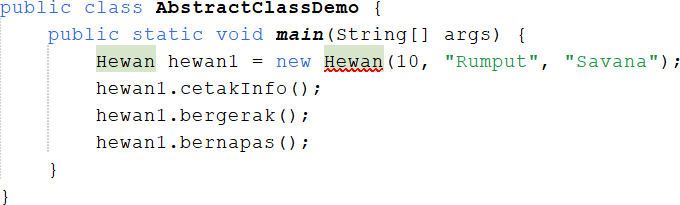 public class AbstractClassDemo {
    public static void main(String[] args) {
        Hewan hewan1 = new Hewan(10, "Rumput", "Savana");
        hewan1.cetakInfo();
        hewan1.bergerak();
        hewan1.bernapas();
    }
}